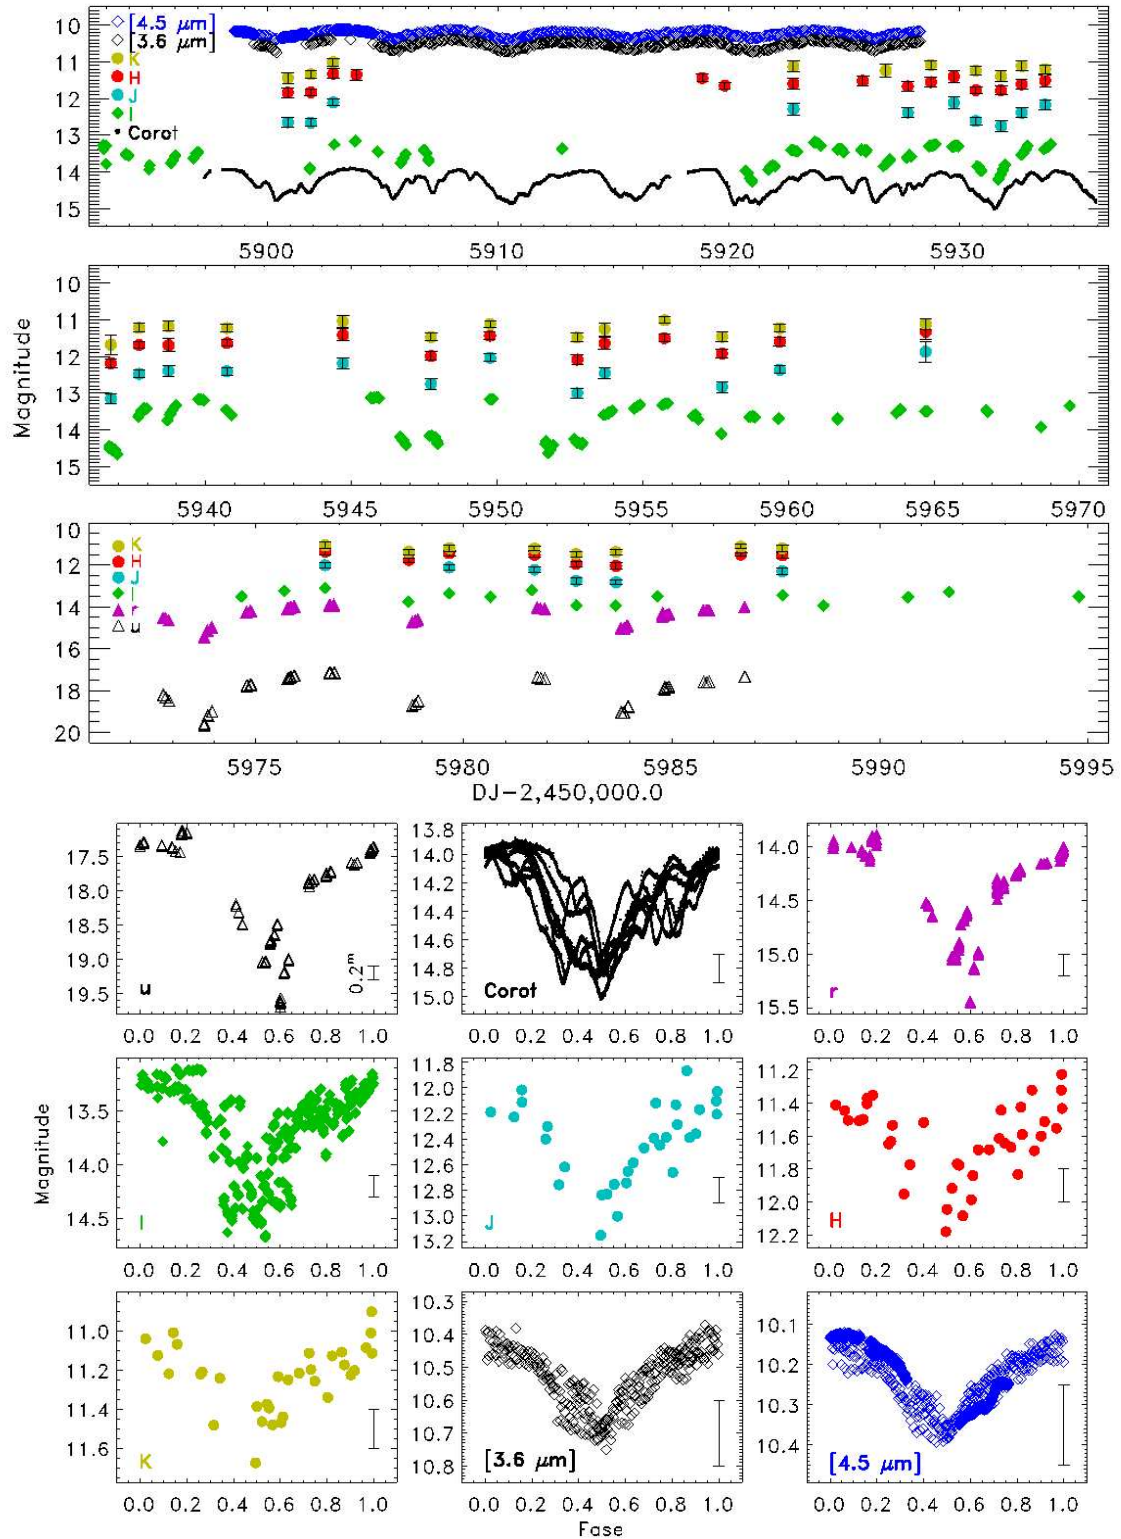 10 [4.5 μm]
[3.6 μm]
11 K
H
12 J
13 I
Corot
14
15
5900 5910 5920 5930
10
11
12
13
14
15
Magnitude
5940 5945 5950 5955 5960 5965 5970
10 K
H
12 J
I
14 r
16 u
18
20
5975 5980 5985 5990 5995
DJ-2,450,000.0
17.5
18.0
18.5
19.0
19.5
u 0.2m
0.0 0.2 0.4 0.6 0.8 1.0
13.8
14.0
14.2
14.4
14.6
14.8
15.0
Corot
0.0 0.2 0.4 0.6 0.8 1.0
14.0
14.5
15.0
15.5
r
0.0 0.2 0.4 0.6 0.8 1.0
Magnitude
13.5
14.0
14.5
I
0.0 0.2 0.4 0.6 0.8 1.0
11.8
12.0
12.2
12.4
12.6
12.8
13.0
13.2
J
0.0 0.2 0.4 0.6 0.8 1.0
11.2
11.4
11.6
11.8
12.0
12.2
H
0.0 0.2 0.4 0.6 0.8 1.0
11.0
11.2
11.4
11.6
K
0.0 0.2 0.4 0.6 0.8 1.0
10.3
10.4
10.5
10.6
10.7
10.8
[3.6 μm]
0.0 0.2 0.4 0.6 0.8 1.0
10.1
10.2
10.3
10.4
[4.5 μm]
0.0 0.2 0.4 0.6 0.8 1.0
Fase